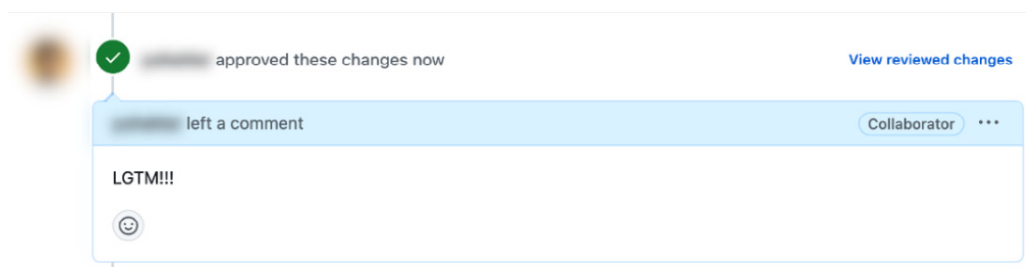 approved these changes now
View reviewed changes
left a comment
Collaborator
LGTM!!!